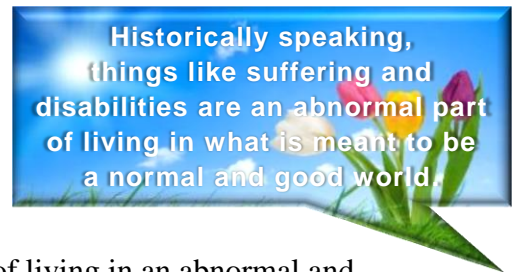 Historically speaking,
things like suffering and
disabilities are an abnormal part
of living in what is meant to be
a normal and good world.
of living in an abnormal and